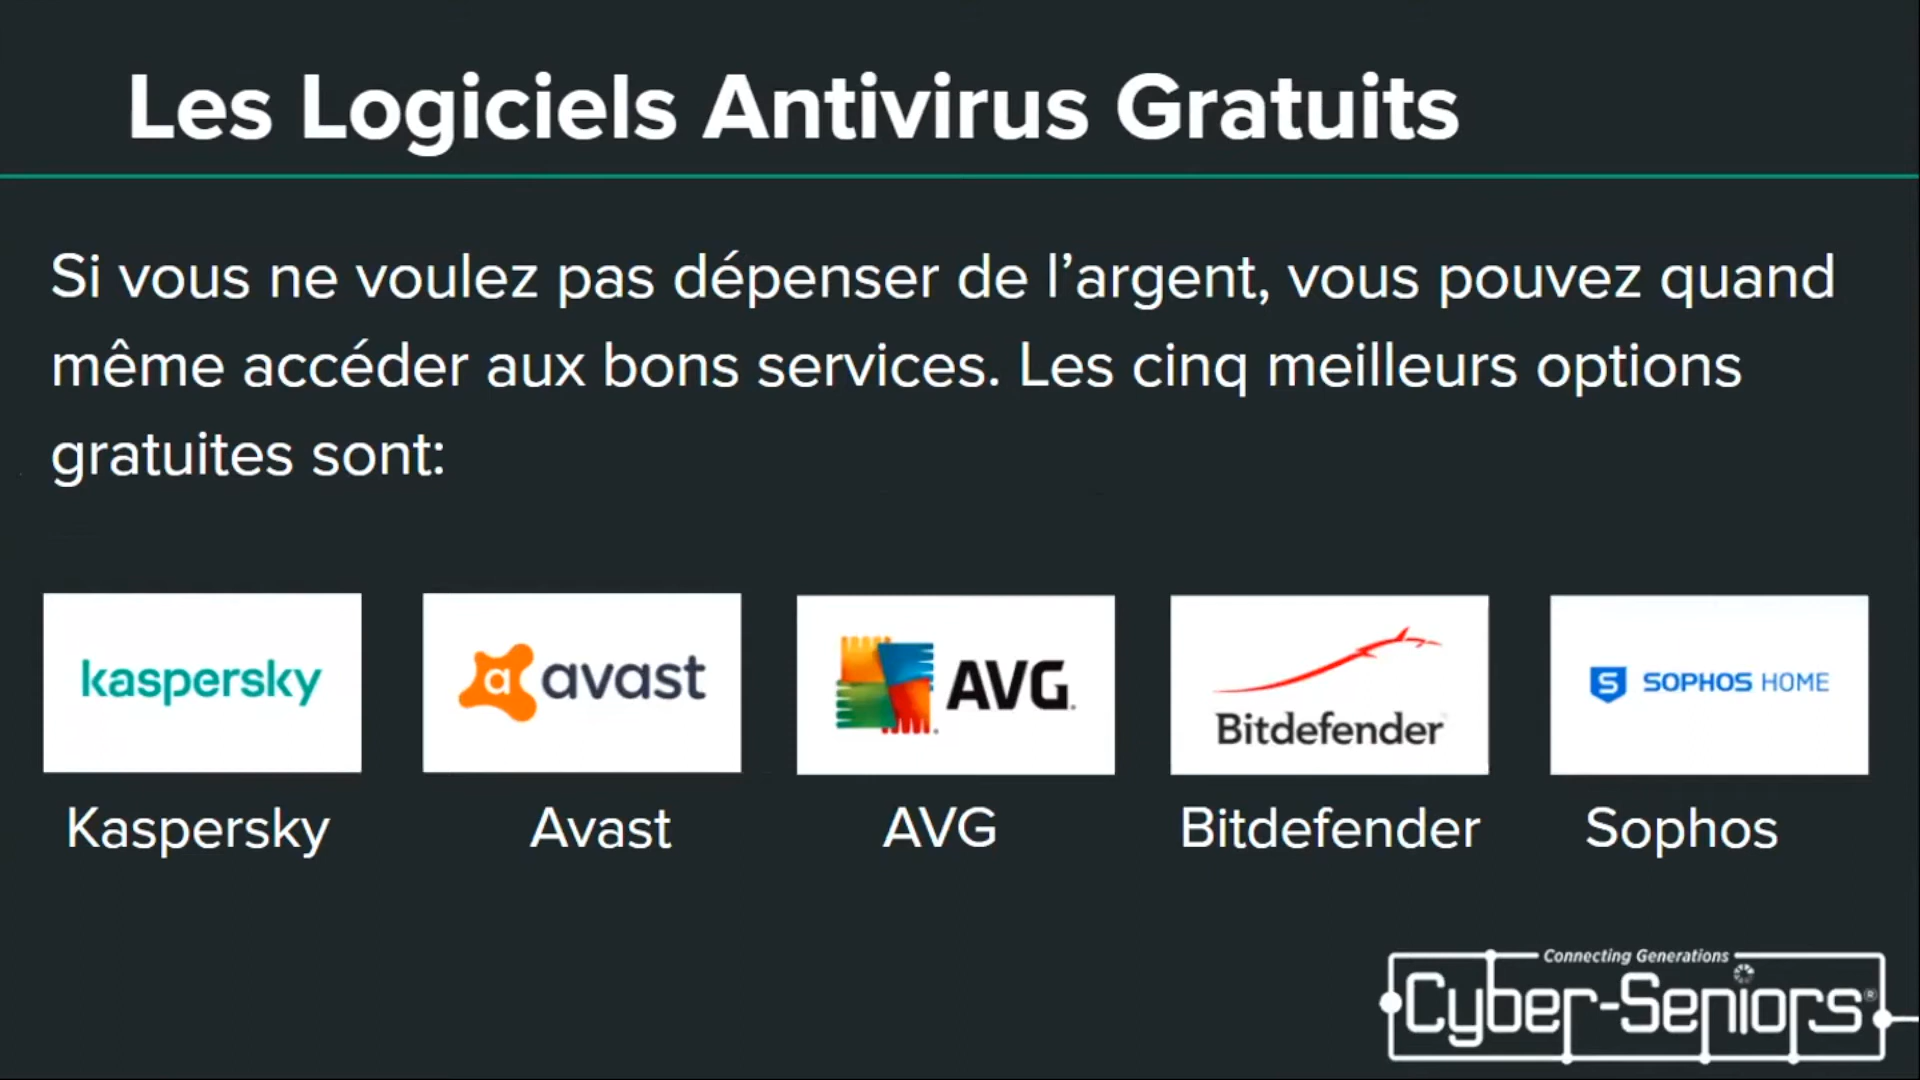 Les Logiciels Antivirus Gratuits
Si vous ne voulez pas dépenser de l’argent, vous pouvez quand
même accéder aux bons services. Les cinq meilleurs options
gratuites sont:
kaspersky
a avast
AVG
Bitdefender
S SOPHOS HOME
Kaspersky
Avast
AVG
Bitdefender
Sophos
Connecting Generations
Cyber-Seniors®